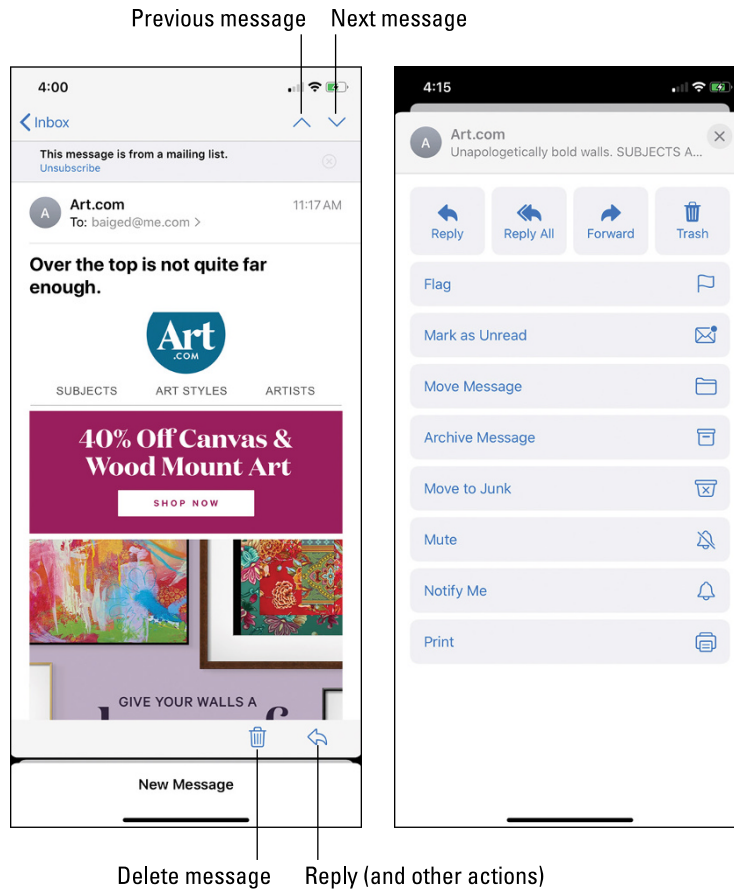 Previous message
Next message
4:00
Inbox
This message is from a mailing list.
Unsubscribe
A
Art.com
11:17 AM
To: baiged@me.com >
Over the top is not quite far
enough.
Art
.COM
SUBJECTS ART STYLES ARTISTS
40% Off Canvas &
Wood Mount Art
SHOP NOW
GIVE YOUR WALLS A
New Message
Delete message
Reply (and other actions)
4:15
A
Art.com
Unapologetically bold walls. SUBJECTS A...
Reply
Reply All
Forward
Trash
Flag
Mark as Unread
Move Message
Archive Message
Move to Junk
Mute
Notify Me
Print